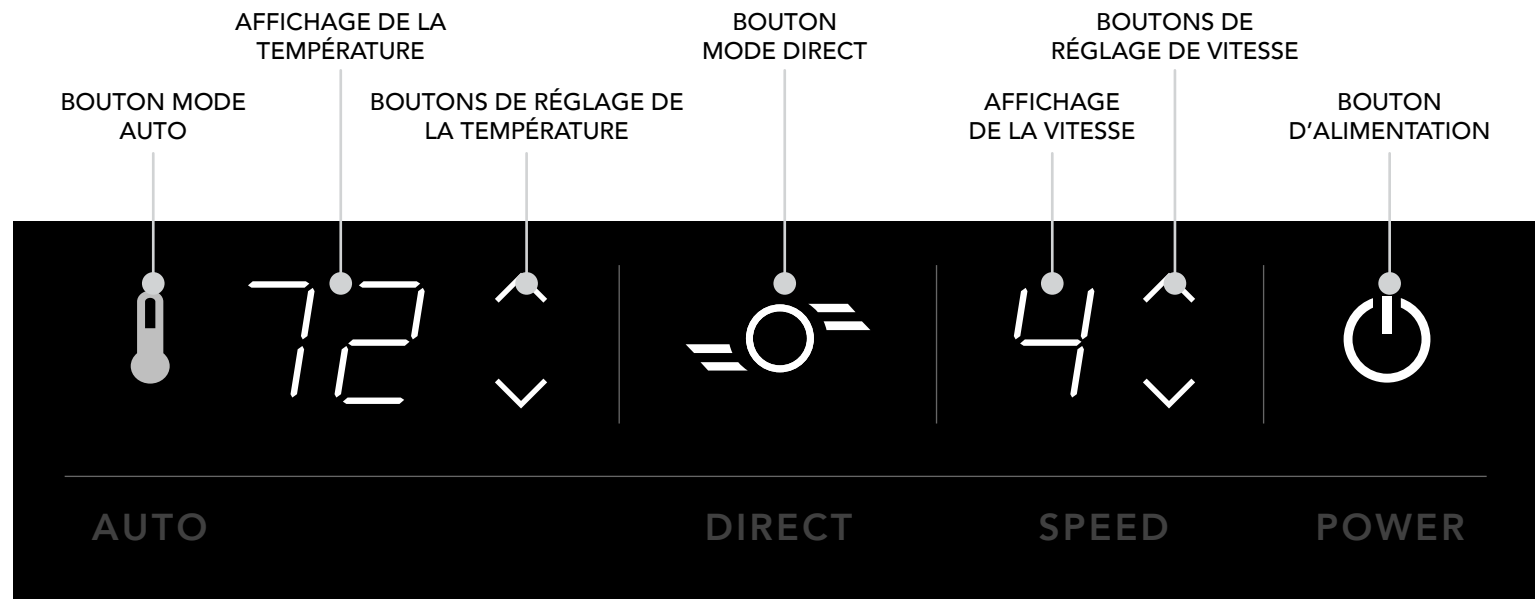 AFFICHAGE DE LA
TEMPÉRATURE
BOUTON
MODE DIRECT
BOUTONS DE
RÉGLAGE DE VITESSE
BOUTON MODE
AUTO
BOUTONS DE RÉGLAGE DE
LA TEMPÉRATURE
AFFICHAGE
DE LA VITESSE
BOUTON
D’ALIMENTATION
72
4
AUTO
DIRECT
SPEED
POWER